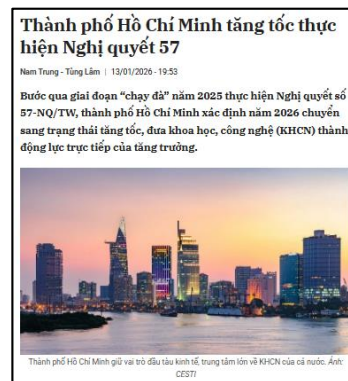 Thành phố Hồ Chí Minh tăng tốc thực
hiện Nghị quyết 57
Nam Trung - Tùng Lâm | 13/01/2026 - 19:53
Bước qua giai đoạn “chạy đà” năm 2025 thực hiện Nghị quyết số
57-NQ/TW, thành phố Hồ Chí Minh xác định năm 2026 chuyển
sang trạng thái tăng tốc, đưa khoa học, công nghệ (KHCN) thành
động lực trực tiếp của tăng trưởng.
Thành phố Hồ Chí Minh giữ vai trò đầu tàu kinh tế, trung tâm lớn về KHCN của cả nước. Ảnh:
CESTI